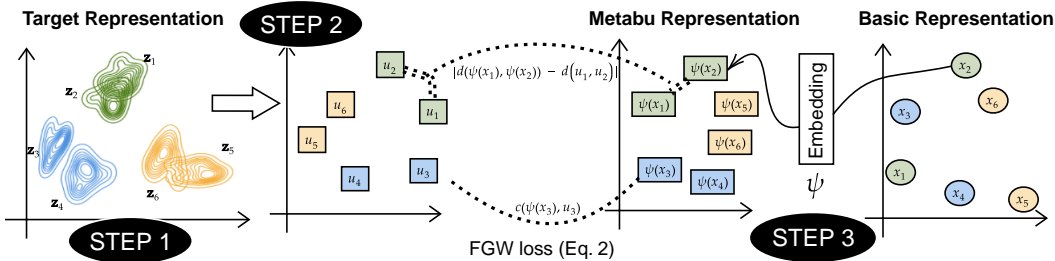 Target Representation
STEP 2
Metabu Representation
Basic Representation
z₁
z₂
z₃
z₄
z₅
z₆
STEP 1
u₂
u₁
u₆
u₅
u₄
u₃
|d(ψ(x₁), ψ(x₂)) − d(u₁, u₂)|
c(ψ(x₃), u₃)
FGW loss (Eq. 2)
ψ(x₂)
ψ(x₁)
ψ(x₅)
ψ(x₆)
ψ(x₃)
ψ(x₄)
Embedding
ψ
STEP 3
x₂
x₆
x₃
x₁
x₄
x₅